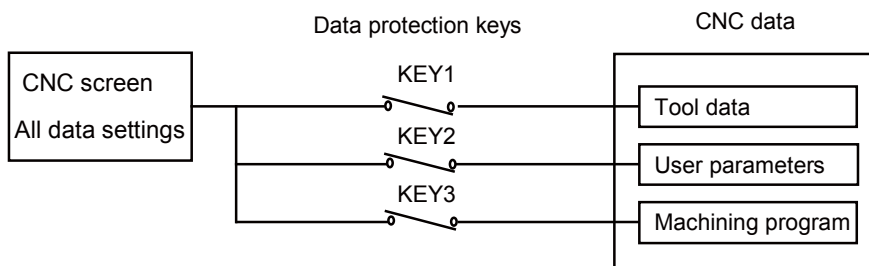 Data protection keys
CNC data
CNC screen
All data settings
KEY1
Tool data
KEY2
User parameters
KEY3
Machining program